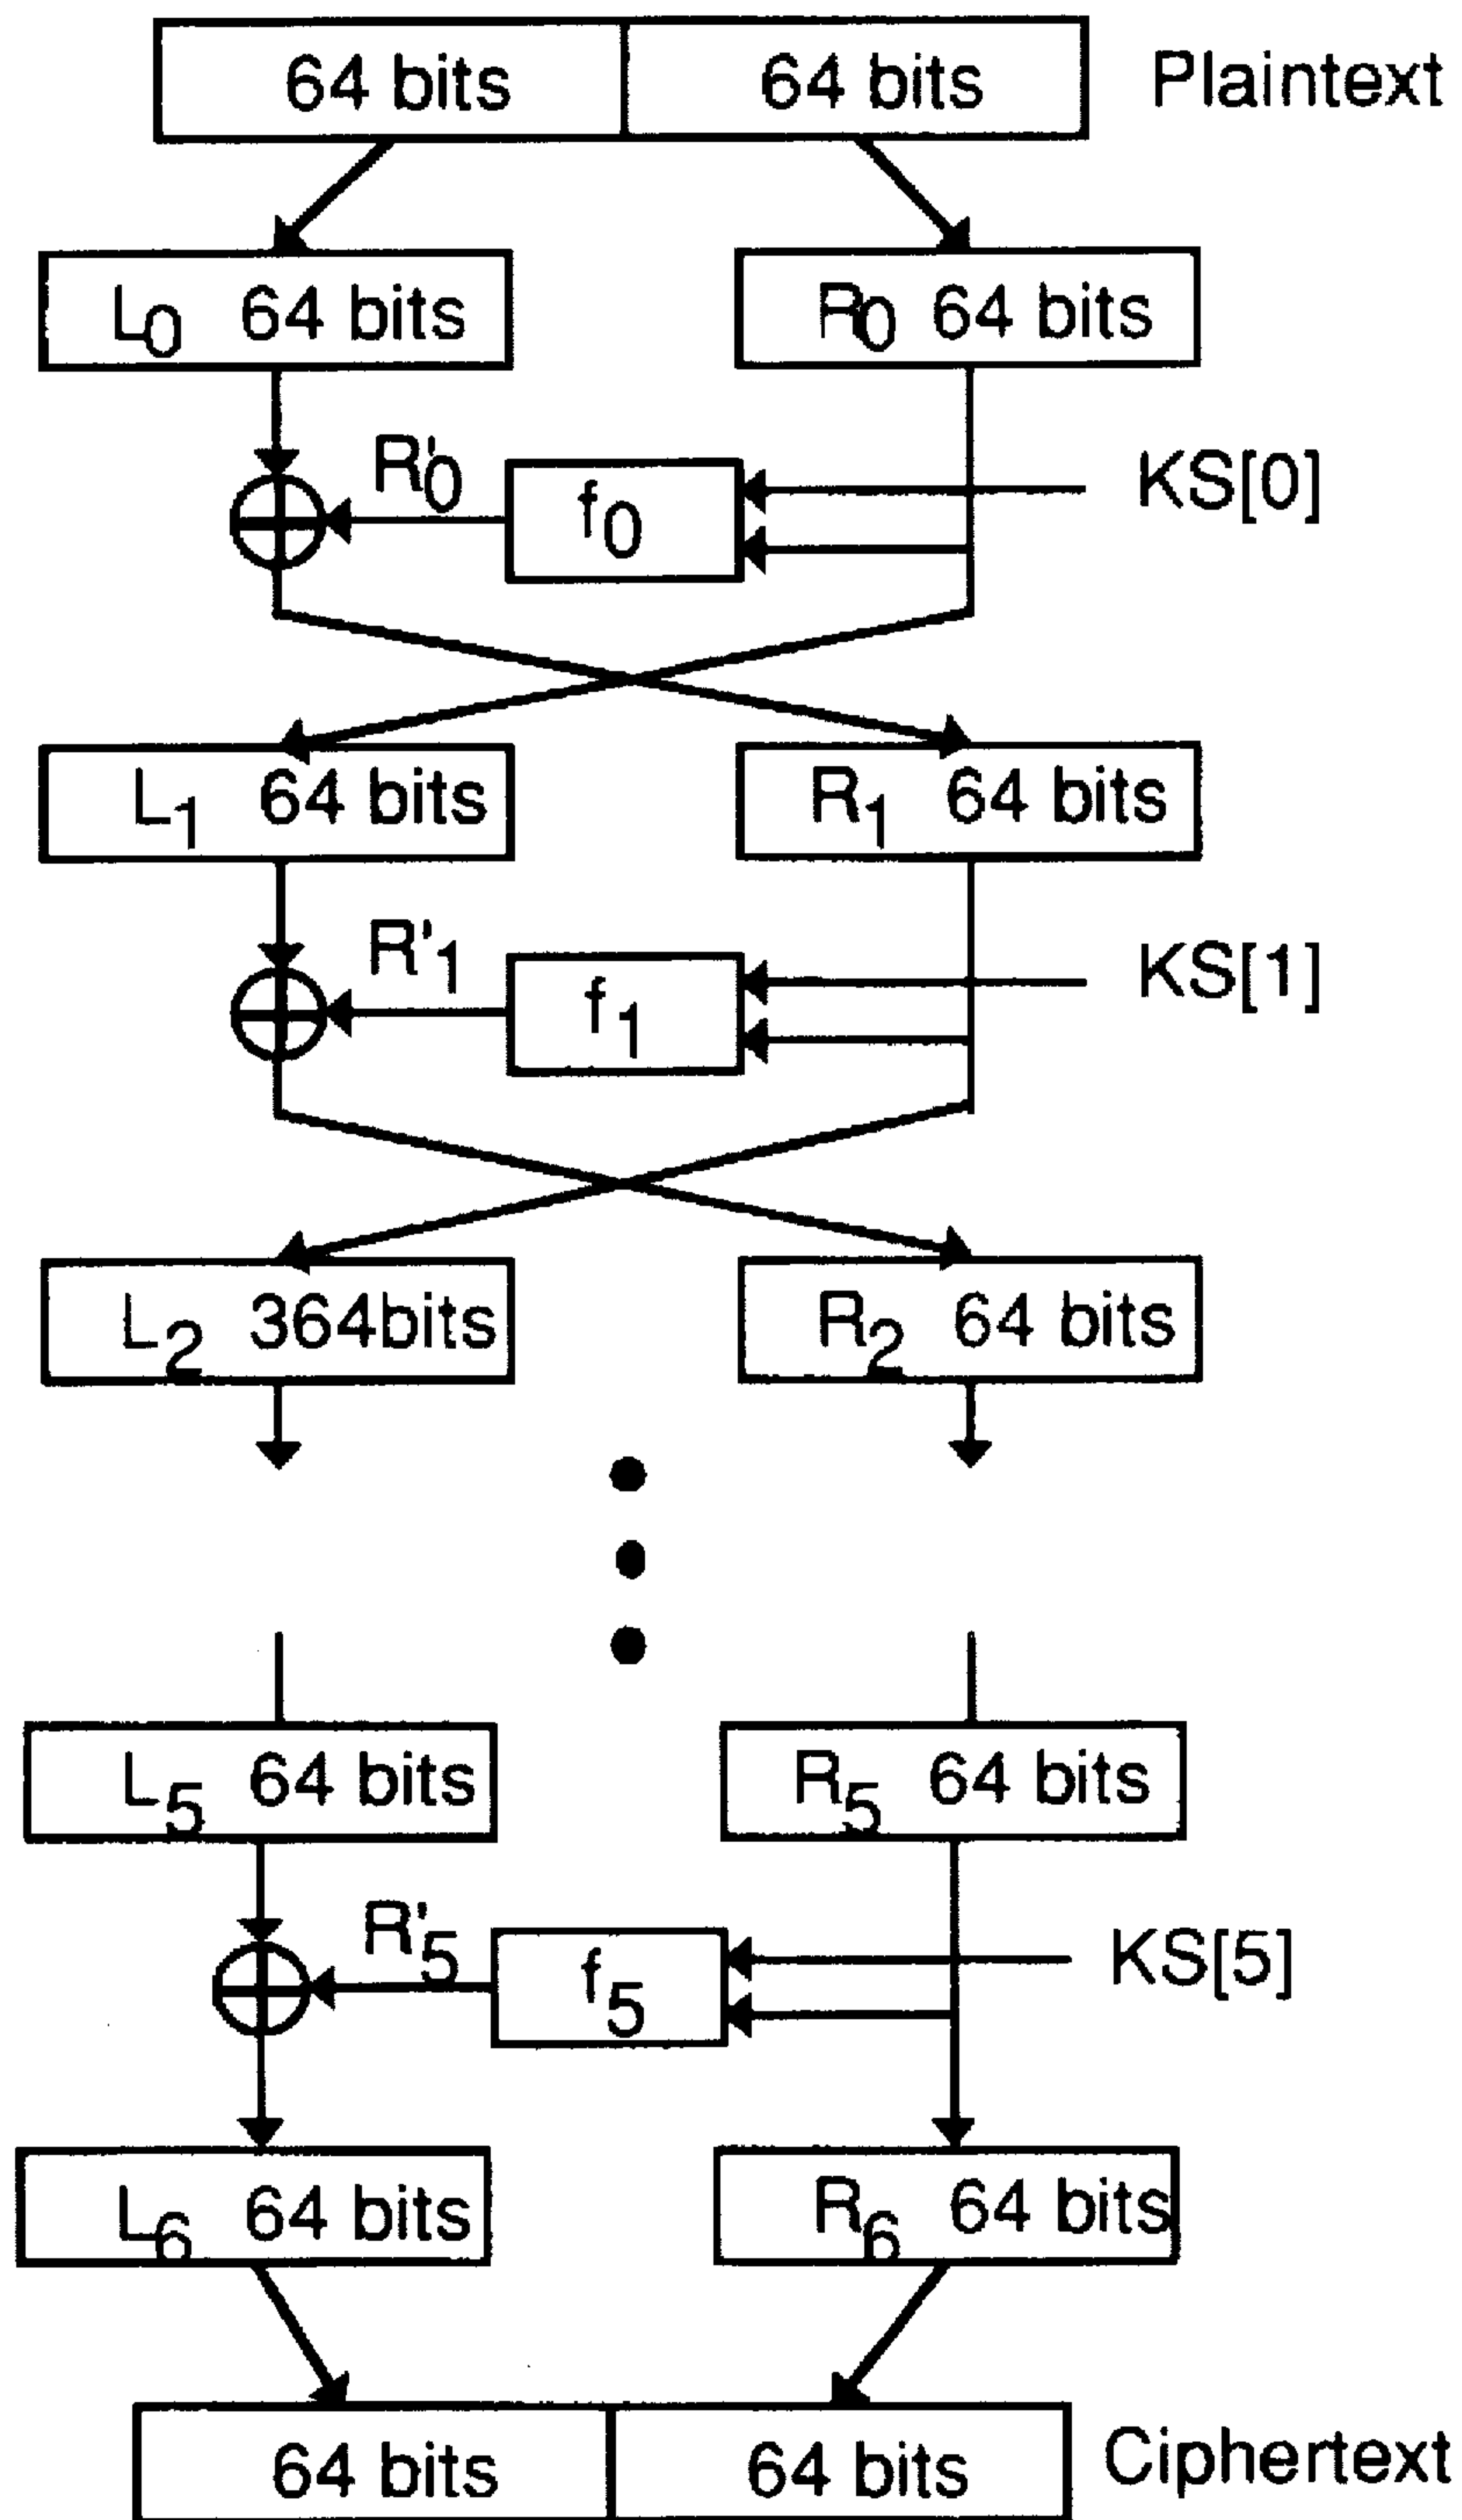 64 bits 64 bits Plaintext
L0 64 bits R0 64 bits
R'0 f0 KS[0]
L1 64 bits R1 64 bits
R'1 f1 KS[1]
L2 364bits R2 64 bits
L5 64 bits R5 64 bits
R'5 f5 KS[5]
L6 64 bits R6 64 bits
64 bits 64 bits Ciphertext